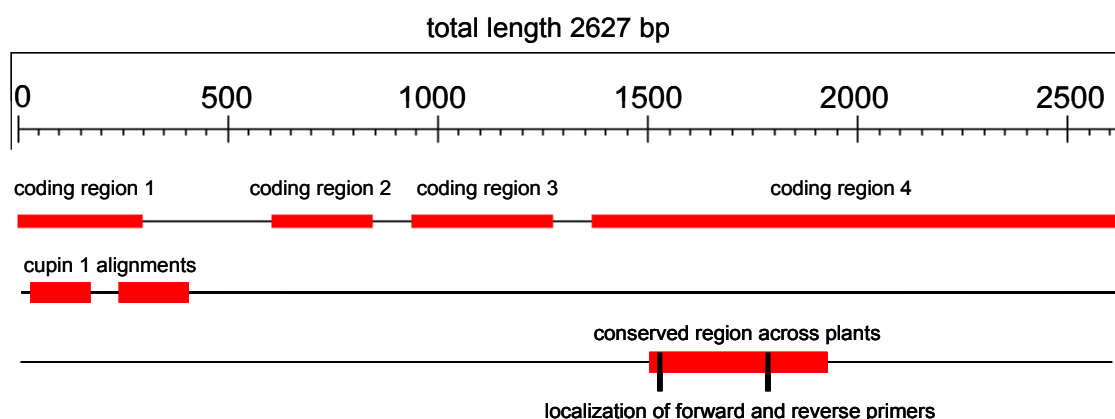 total length 2627 bp
0 500 1000 1500 2000 2500
coding region 1 coding region 2 coding region 3 coding region 4
cupin 1 alignments
conserved region across plants
localization of forward and reverse primers